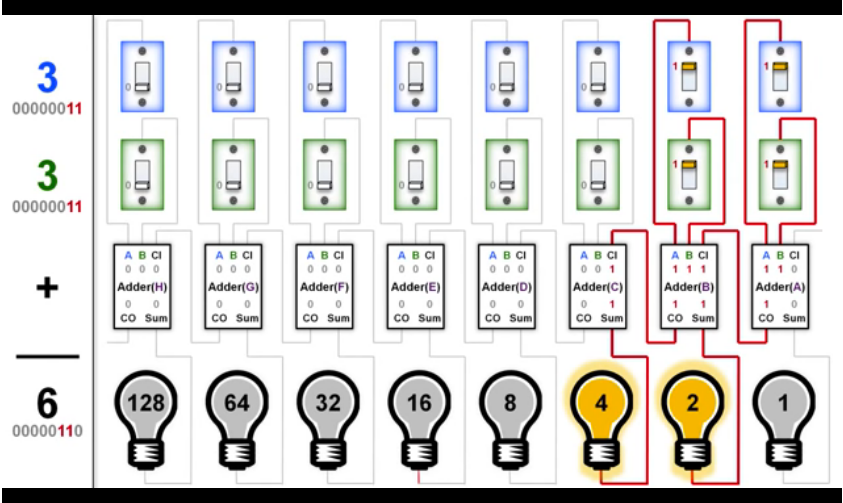 3
00000011
0 0 0 0 0 0 1 1
3
00000011
0 0 0 0 0 0 1 1
+
A B CI A B CI A B CI A B CI A B CI A B CI A B CI A B CI
0 0 0 0 0 0 0 0 0 0 0 0 0 0 0 0 0 1 1 1 1 1 1 0
Adder(H) Adder(G) Adder(F) Adder(E) Adder(D) Adder(C) Adder(B) Adder(A)
0 0 0 0 0 0 0 0 0 0 0 1 1 1 1 0
CO Sum CO Sum CO Sum CO Sum CO Sum CO Sum CO Sum CO Sum
6
00000110
128 64 32 16 8 4 2 1